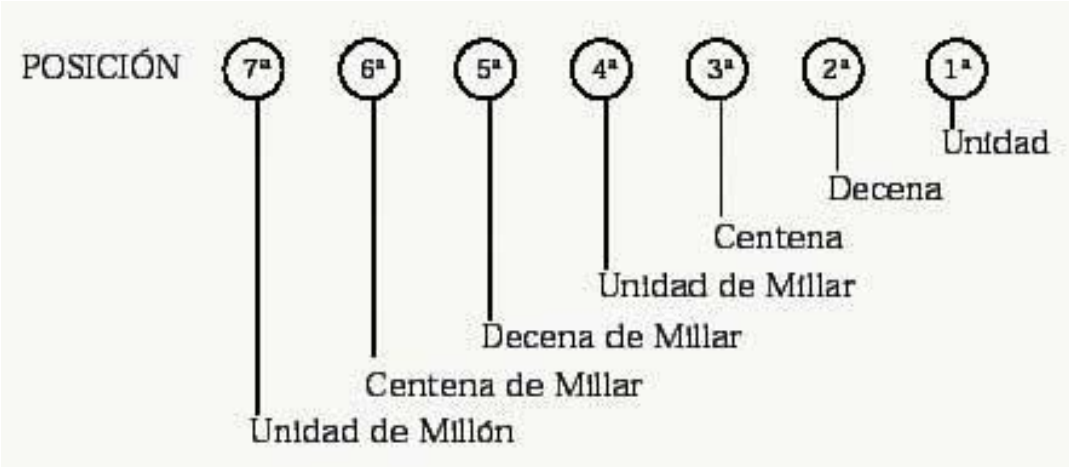 POSICIÓN 7ª 6ª 5ª 4ª 3ª 2ª 1ª
Unidad
Decena
Centena
Unidad de Millar
Decena de Millar
Centena de Millar
Unidad de Millón